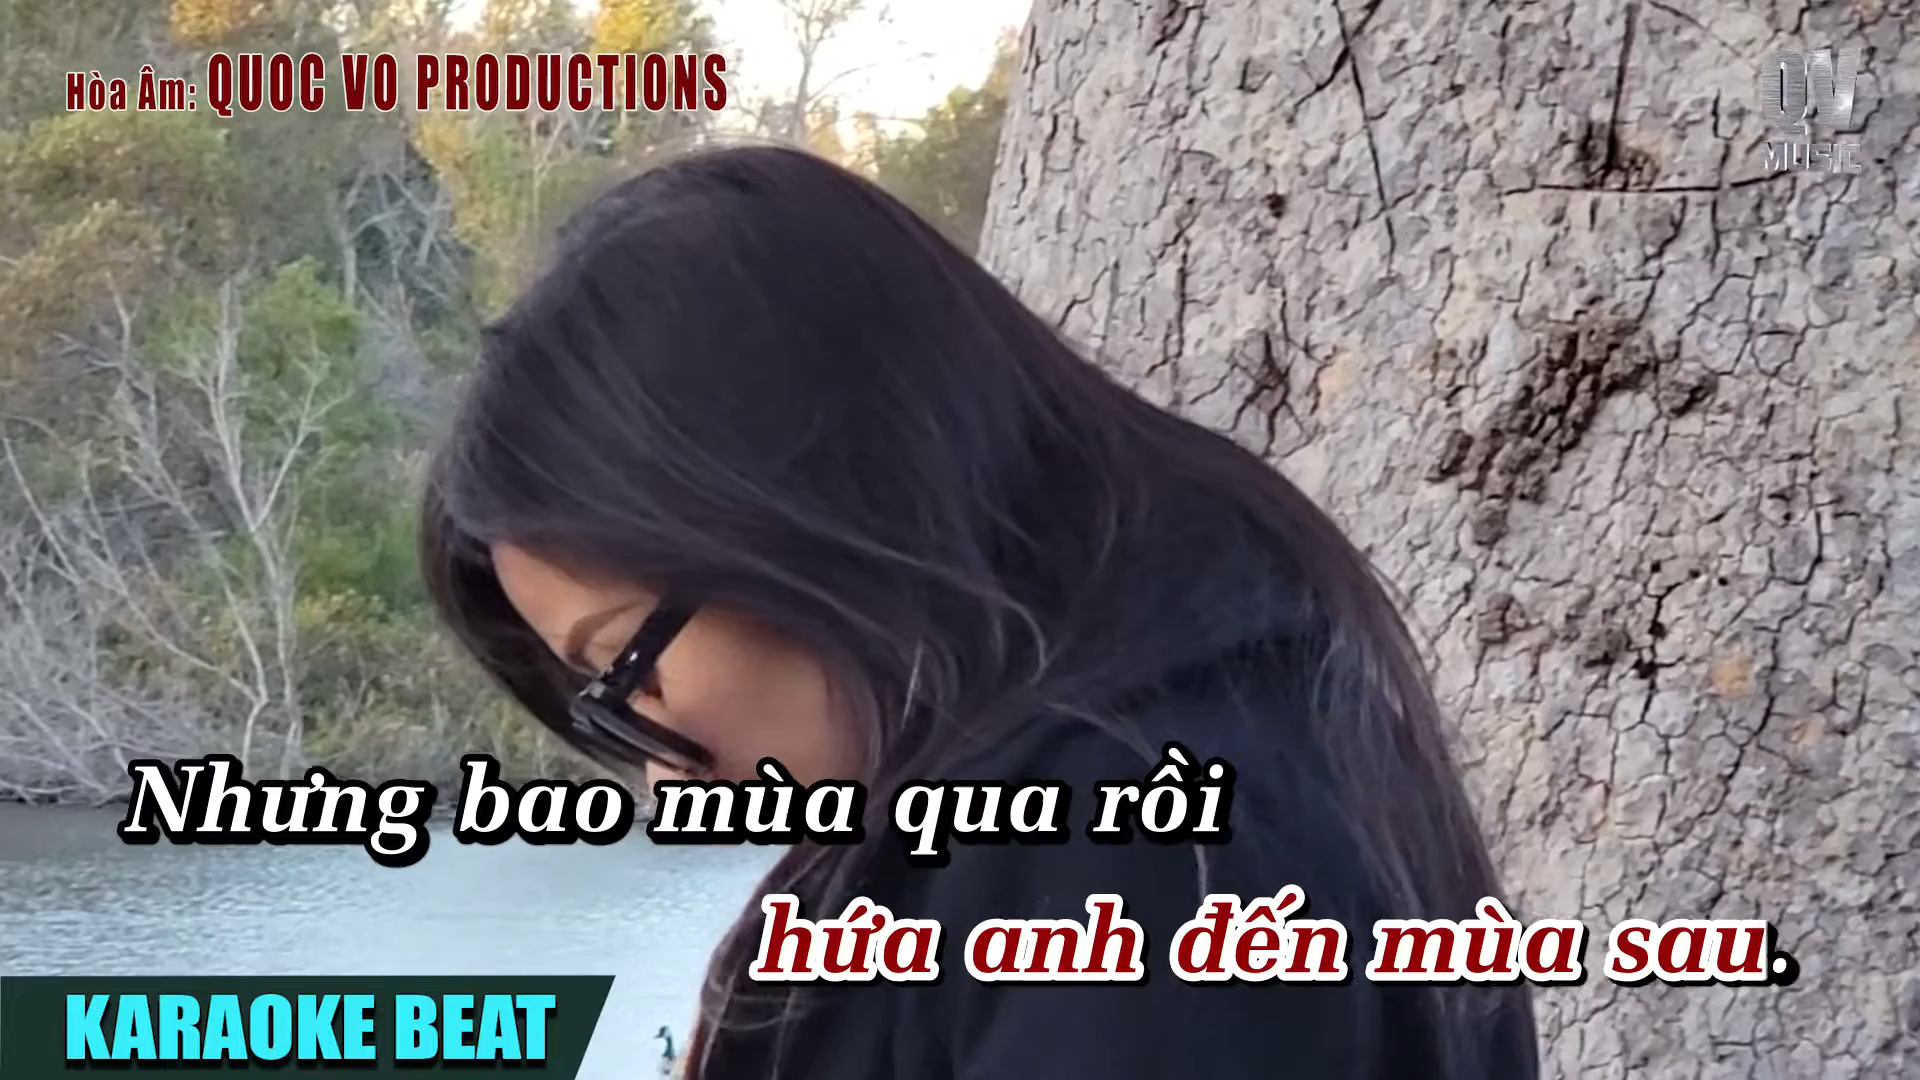 Hòa Âm: QUOC VO PRODUCTIONS
QV
MUSIC
Nhưng bao mùa qua rồi
hứa anh đến mùa sau.
KARAOKE BEAT